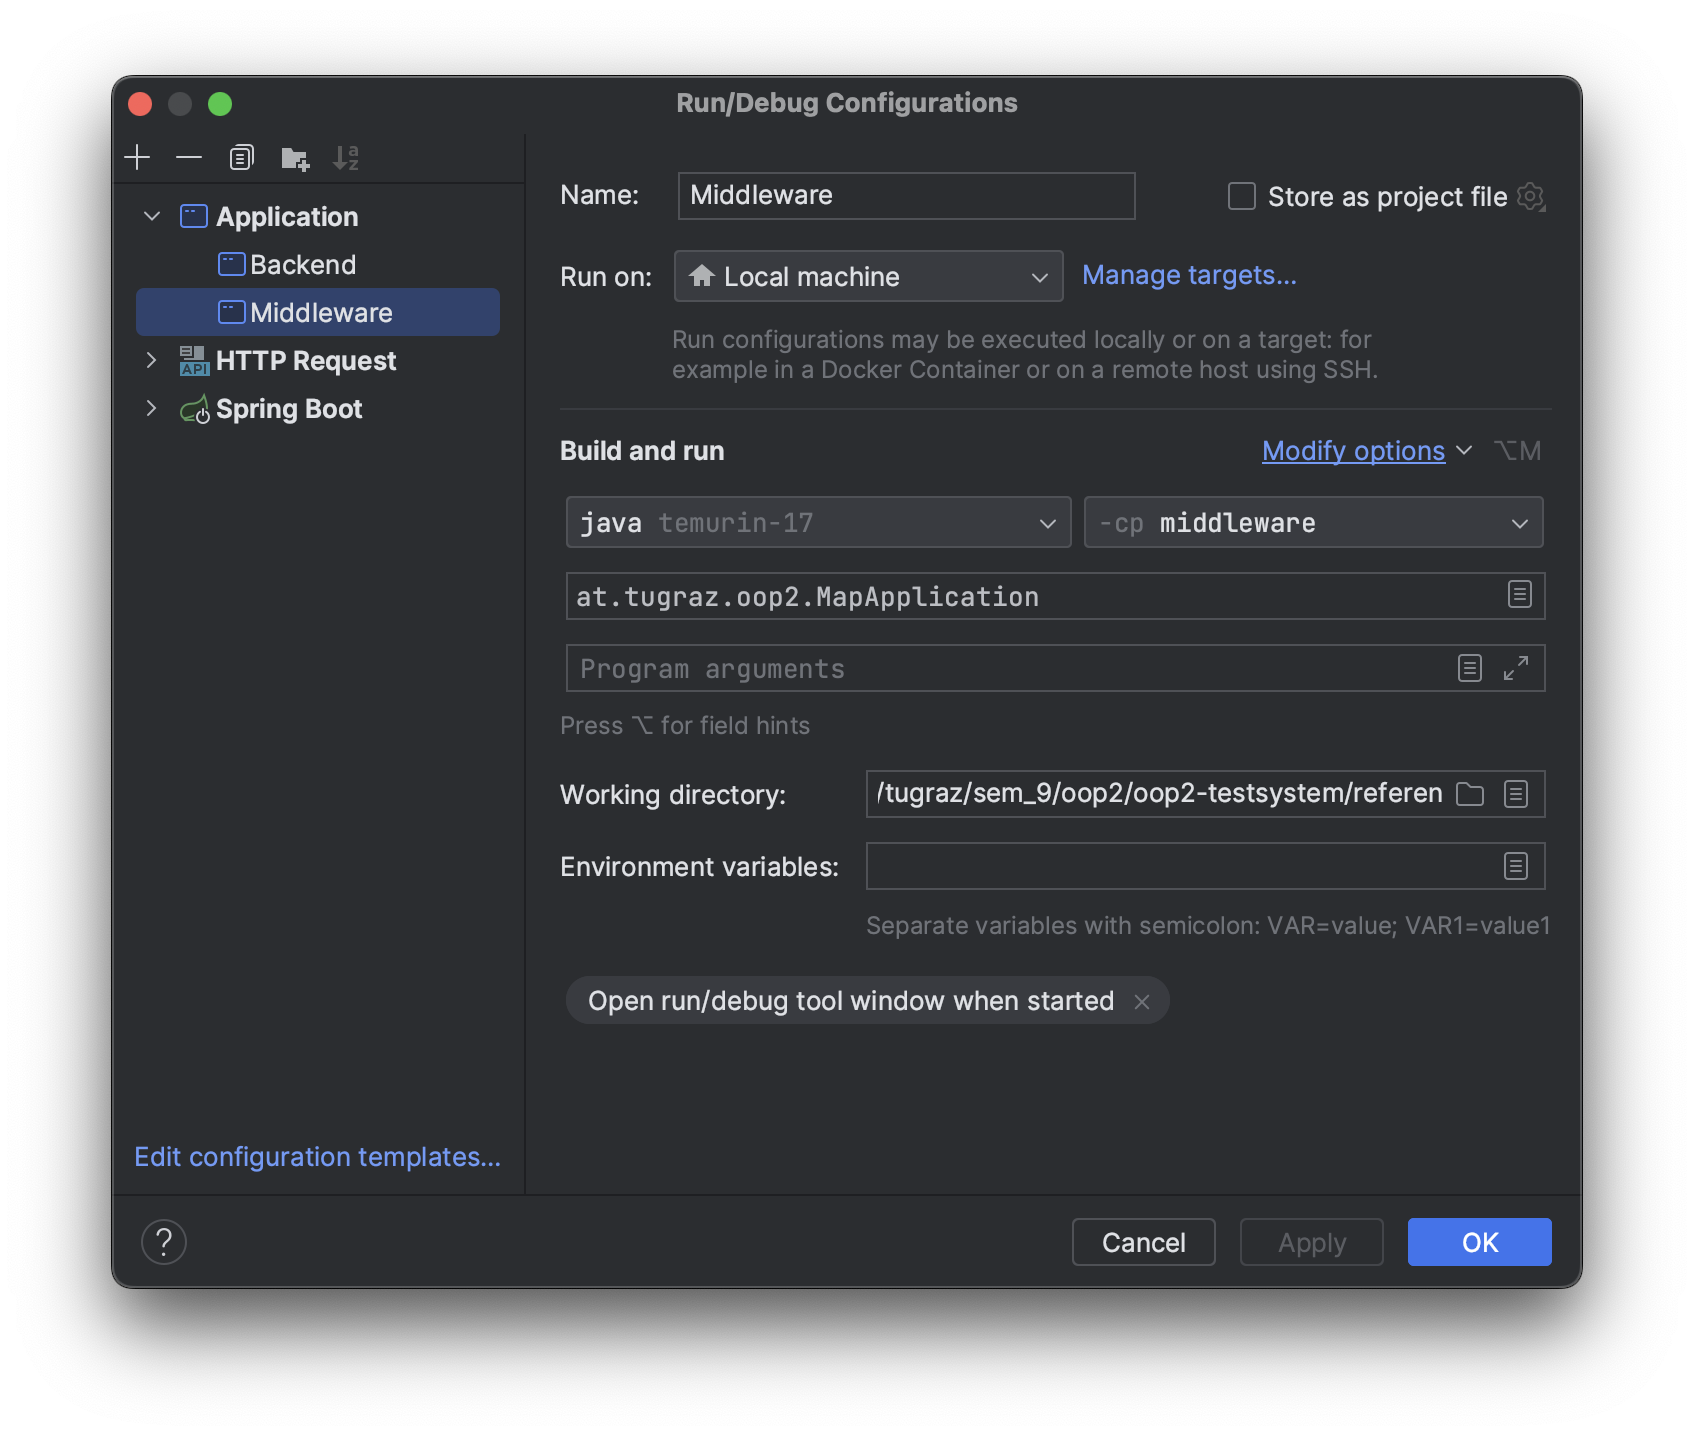 Run/Debug Configurations
Application
Backend
Middleware
API HTTP Request
Spring Boot
Edit configuration templates...
Name: Middleware Store as project file
Run on: Local machine Manage targets...
Run configurations may be executed locally or on a target: for
example in a Docker Container or on a remote host using SSH.
Build and run Modify options ⌥M
java temurin-17 -cp middleware
at.tugraz.oop2.MapApplication
Program arguments
Press ⌥ for field hints
Working directory: /tugraz/sem_9/oop2/oop2-testsystem/referen
Environment variables:
Separate variables with semicolon: VAR=value; VAR1=value1
Open run/debug tool window when started ×
? Cancel Apply OK